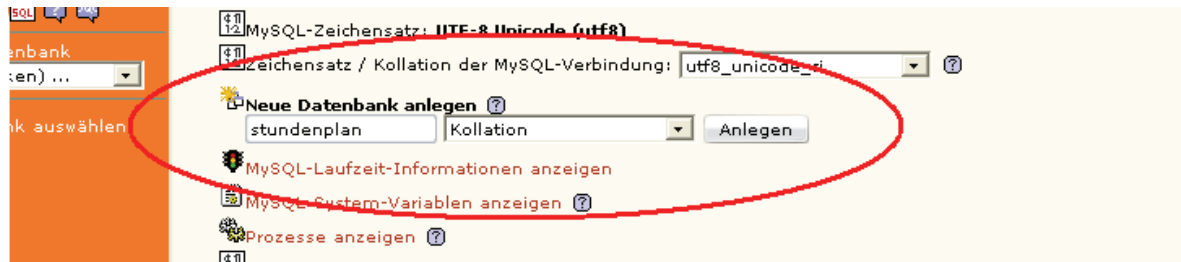 SQL
enbank
ken) ...
nk auswählen
MySQL-Zeichensatz: UTF-8 Unicode (utf8)
Zeichensatz / Kollation der MySQL-Verbindung: utf8_unicode_ci
Neue Datenbank anlegen
stundenplan Kollation Anlegen
MySQL-Laufzeit-Informationen anzeigen
MySQL-System-Variablen anzeigen
Prozesse anzeigen